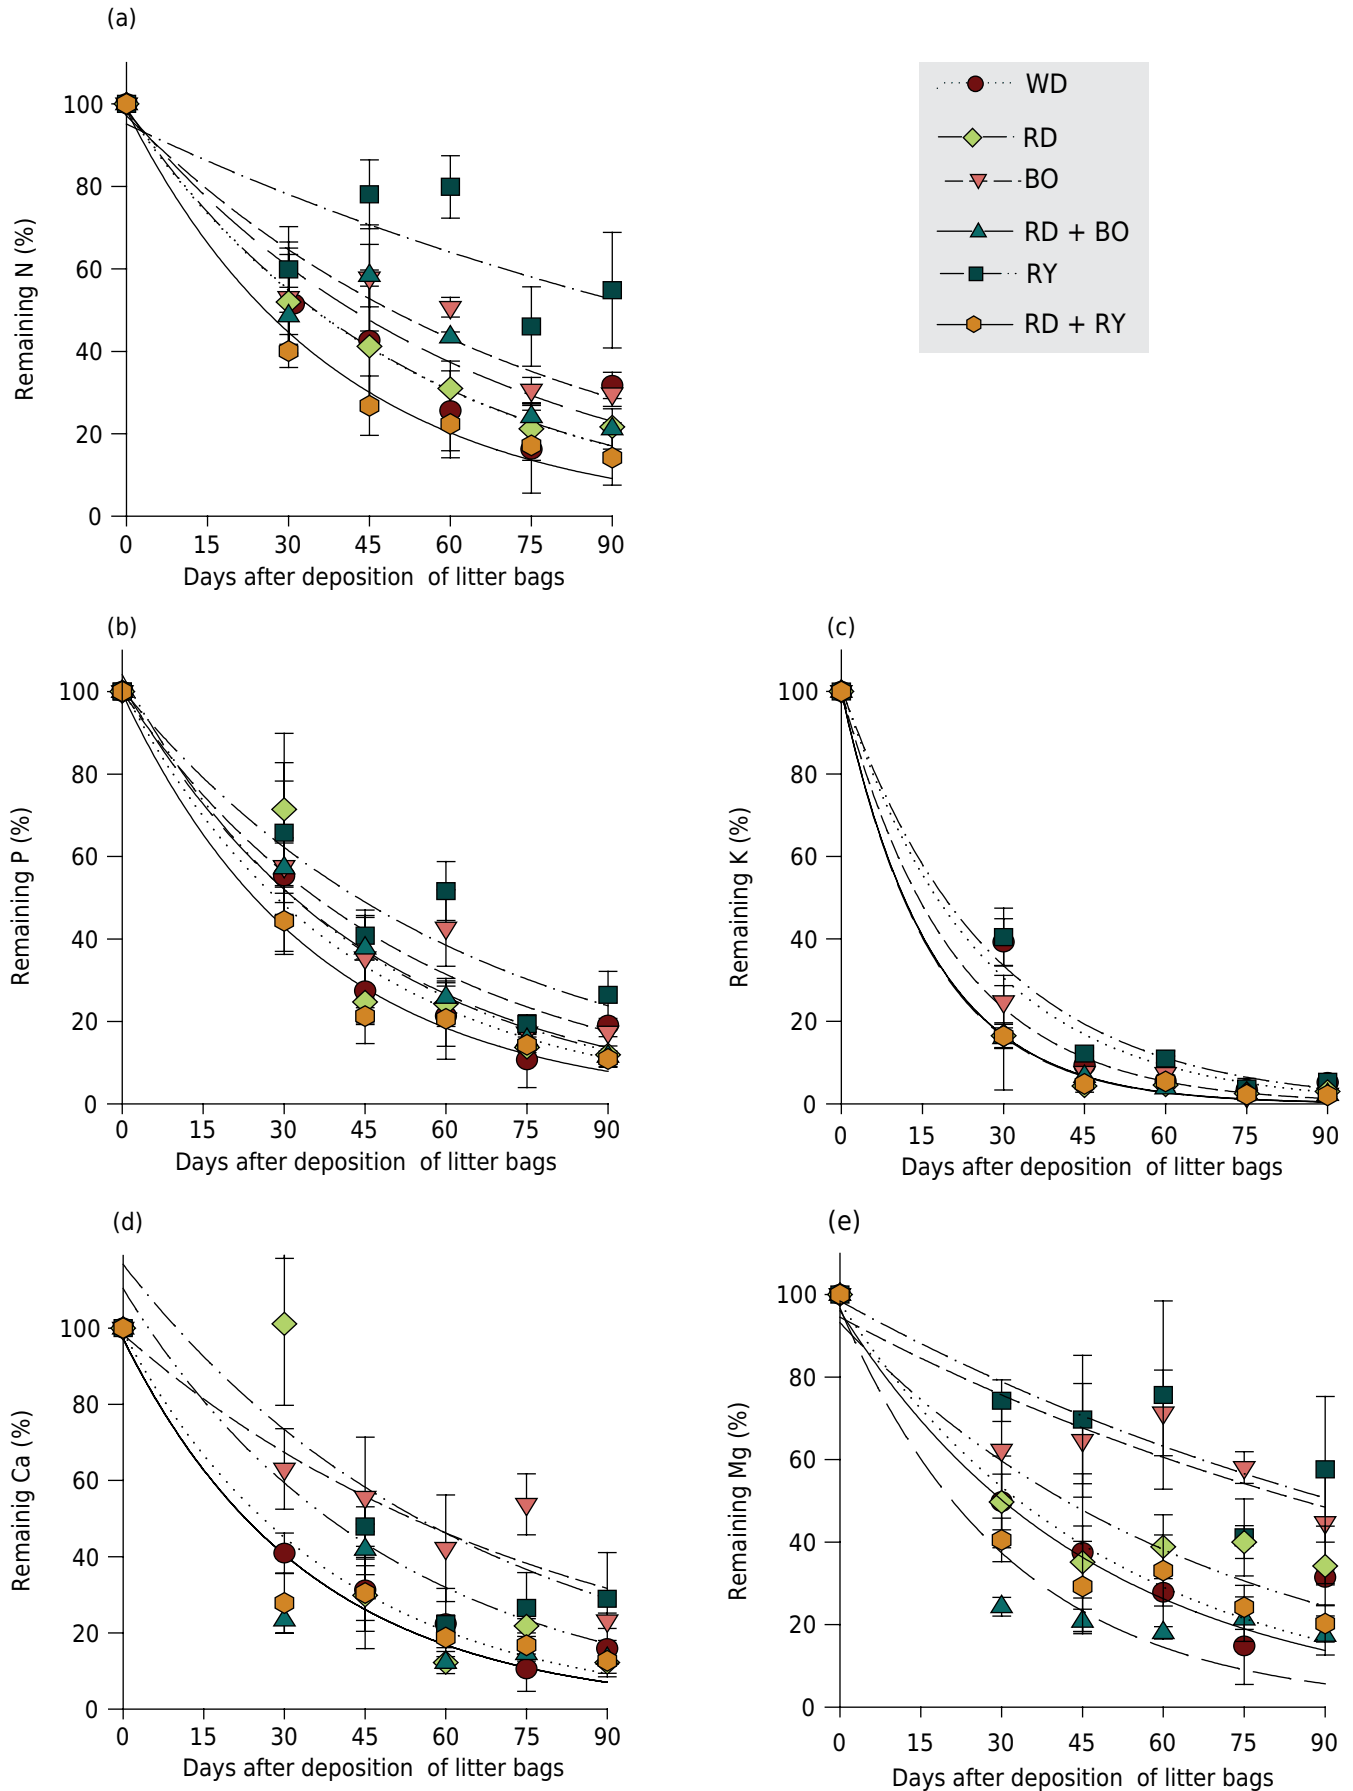 (a)
Remaining N (%)
100
80
60
40
20
0
0 15 30 45 60 75 90
Days after deposition of litter bags
WD
RD
BO
RD + BO
RY
RD + RY
(b)
Remaining P (%)
100
80
60
40
20
0
0 15 30 45 60 75 90
Days after deposition of litter bags
(c)
Remaining K (%)
100
80
60
40
20
0
0 15 30 45 60 75 90
Days after deposition of litter bags
(d)
Remainig Ca (%)
100
80
60
40
20
0
0 15 30 45 60 75 90
Days after deposition of litter bags
(e)
Remaining Mg (%)
100
80
60
40
20
0
0 15 30 45 60 75 90
Days after deposition of litter bags